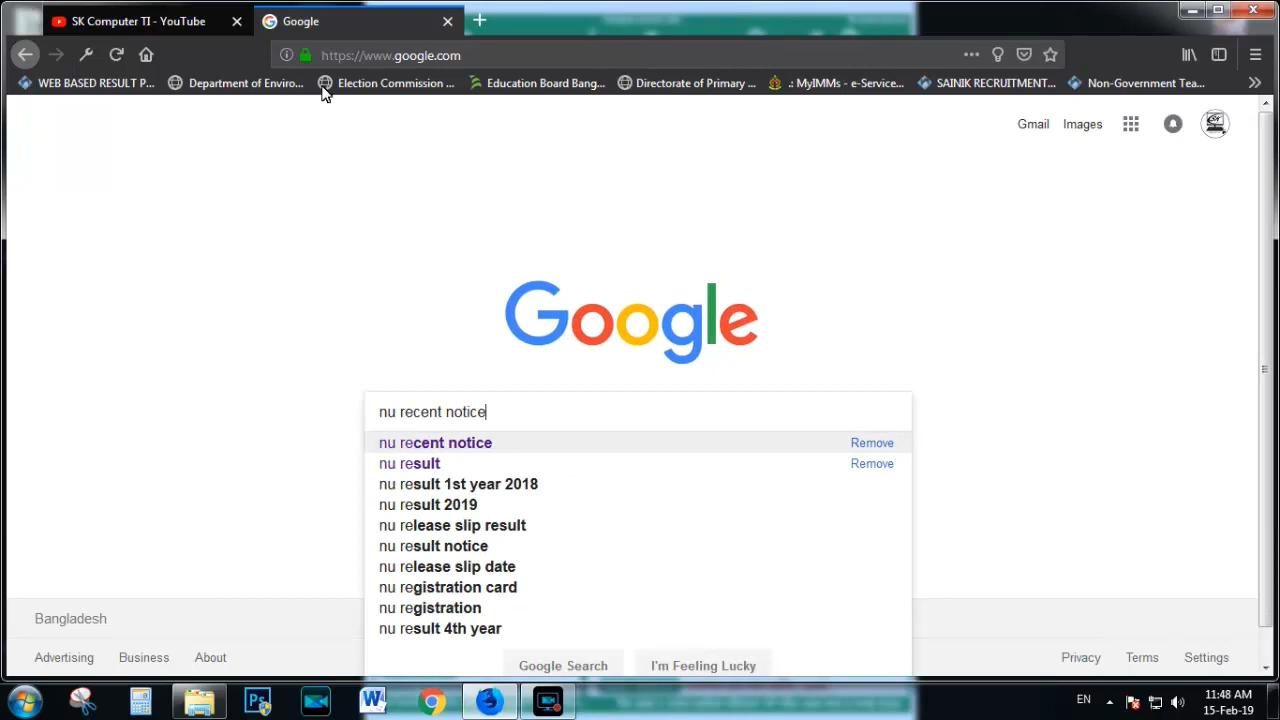 SK Computer TI - YouTube
Google
https://www.google.com
WEB BASED RESULT P...
Department of Enviro...
Election Commission ...
Education Board Bang...
Directorate of Primary ...
.: MyIMMs - e-Service...
SAINIK RECRUITMENT...
Non-Government Tea...
Gmail Images
Google
nu recent notice
nu recent notice Remove
nu result Remove
nu result 1st year 2018
nu result 2019
nu release slip result
nu result notice
nu release slip date
nu registration card
nu registration
nu result 4th year
Google Search I'm Feeling Lucky
Bangladesh
Advertising Business About
Privacy Terms Settings
EN
11:48 AM
15-Feb-19